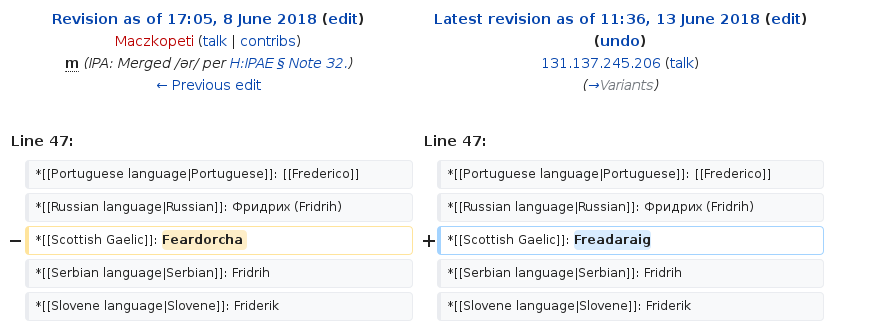 Revision as of 17:05, 8 June 2018 (edit)
Maczkopeti (talk | contribs)
m (IPA: Merged /ər/ per H:IPAE § Note 32.)
← Previous edit
Latest revision as of 11:36, 13 June 2018 (edit)
(undo)
131.137.245.206 (talk)
(→Variants)
Line 47:
Line 47:
*[[Portuguese language|Portuguese]]: [[Frederico]]
*[[Portuguese language|Portuguese]]: [[Frederico]]
*[[Russian language|Russian]]: Фридрих (Fridrih)
*[[Russian language|Russian]]: Фридрих (Fridrih)
− *[[Scottish Gaelic]]: Feardorcha
+ *[[Scottish Gaelic]]: Freadaraig
*[[Serbian language|Serbian]]: Fridrih
*[[Serbian language|Serbian]]: Fridrih
*[[Slovene language|Slovene]]: Friderik
*[[Slovene language|Slovene]]: Friderik